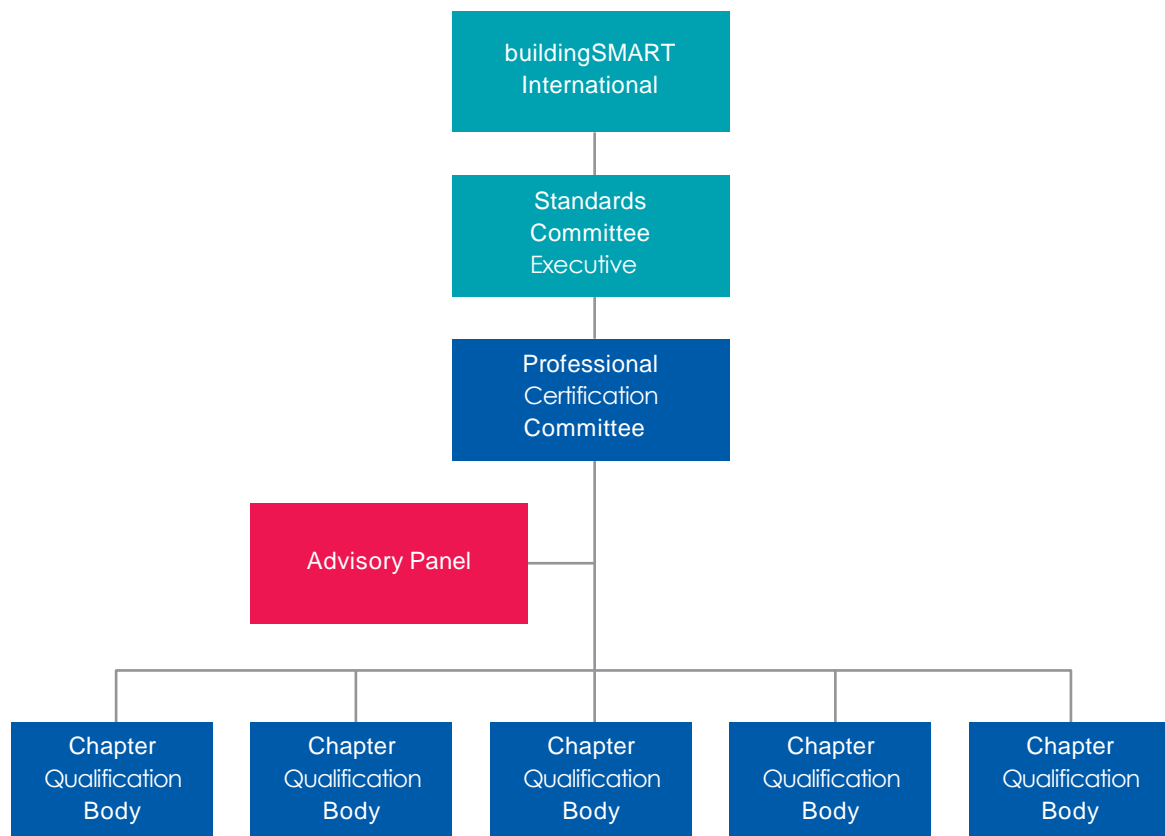 buildingSMART
International
Standards
Committee
Executive
Professional
Certification
Committee
Advisory Panel
Chapter
Qualification
Body
Chapter
Qualification
Body
Chapter
Qualification
Body
Chapter
Qualification
Body
Chapter
Qualification
Body